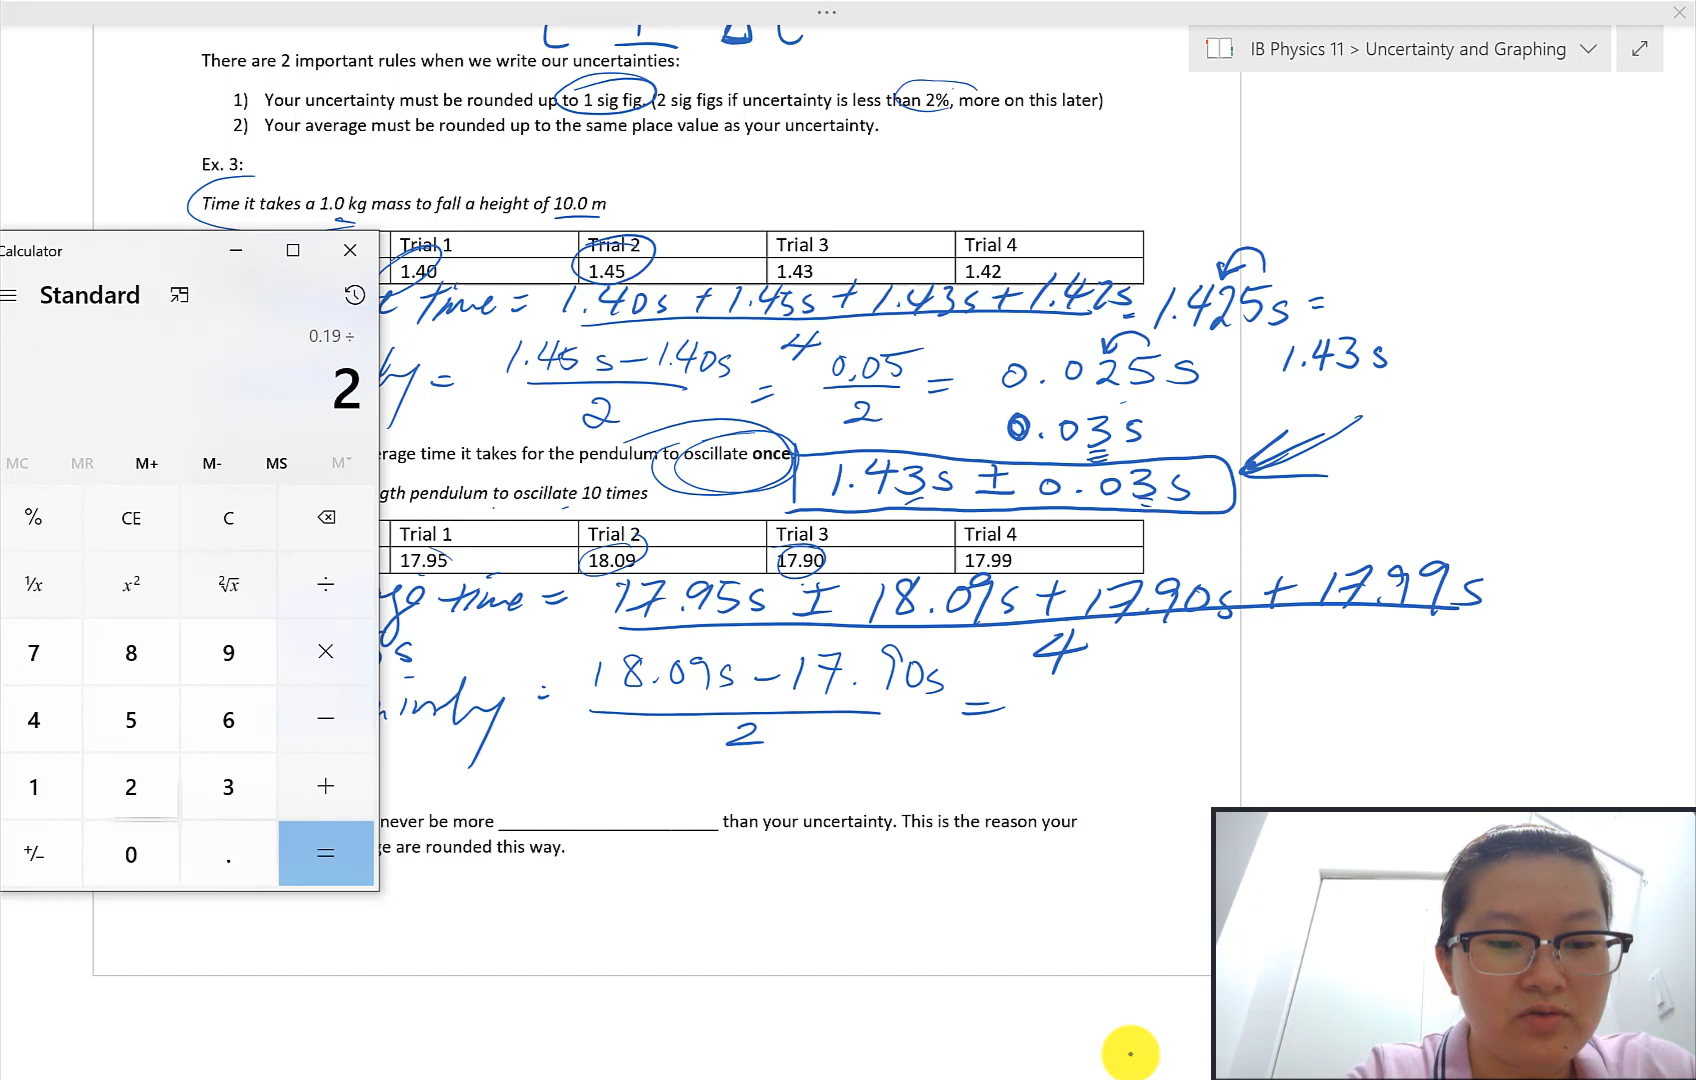 IB Physics 11 > Uncertainty and Graphing
There are 2 important rules when we write our uncertainties:
1) Your uncertainty must be rounded up to 1 sig fig. (2 sig figs if uncertainty is less than 2%, more on this later)
2) Your average must be rounded up to the same place value as your uncertainty.
Ex. 3:
Time it takes a 1.0 kg mass to fall a height of 10.0 m
Trial 1 Trial 2 Trial 3 Trial 4
1.40 1.45 1.43 1.42
time = 1.40s + 1.45s + 1.43s + 1.42s = 1.425s =
4
1.43s
= 1.45s - 1.40s = 0.05 = 0.025s
2 2
0.03s
erage time it takes for the pendulum to oscillate once.
1.43s ± 0.03s
gth pendulum to oscillate 10 times
Trial 1 Trial 2 Trial 3 Trial 4
17.95 18.09 17.90 17.99
time = 17.95s ± 18.09s + 17.90s + 17.99s
4
= 18.09s - 17.90s =
2
never be more ____________ than your uncertainty. This is the reason your
ge are rounded this way.
Calculator
Standard
0.19 ÷
2
MC MR M+ M- MS M˅
% CE C
¹/x x² ²√x ÷
7 8 9 ×
4 5 6 −
1 2 3 +
+/− 0 . =